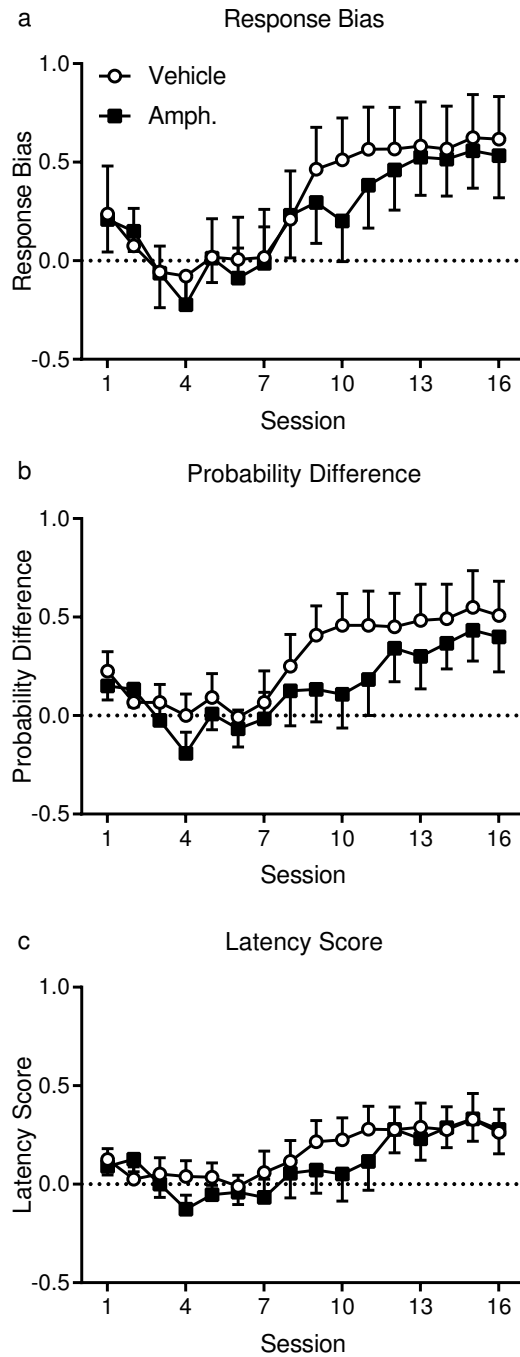 a Response Bias
1.0
Vehicle
Amph.
0.5
0.0
-0.5
Response Bias
1 4 7 10 13 16
Session
b Probability Difference
1.0
0.5
0.0
-0.5
Probability Difference
1 4 7 10 13 16
Session
c Latency Score
1.0
0.5
0.0
-0.5
Latency Score
1 4 7 10 13 16
Session